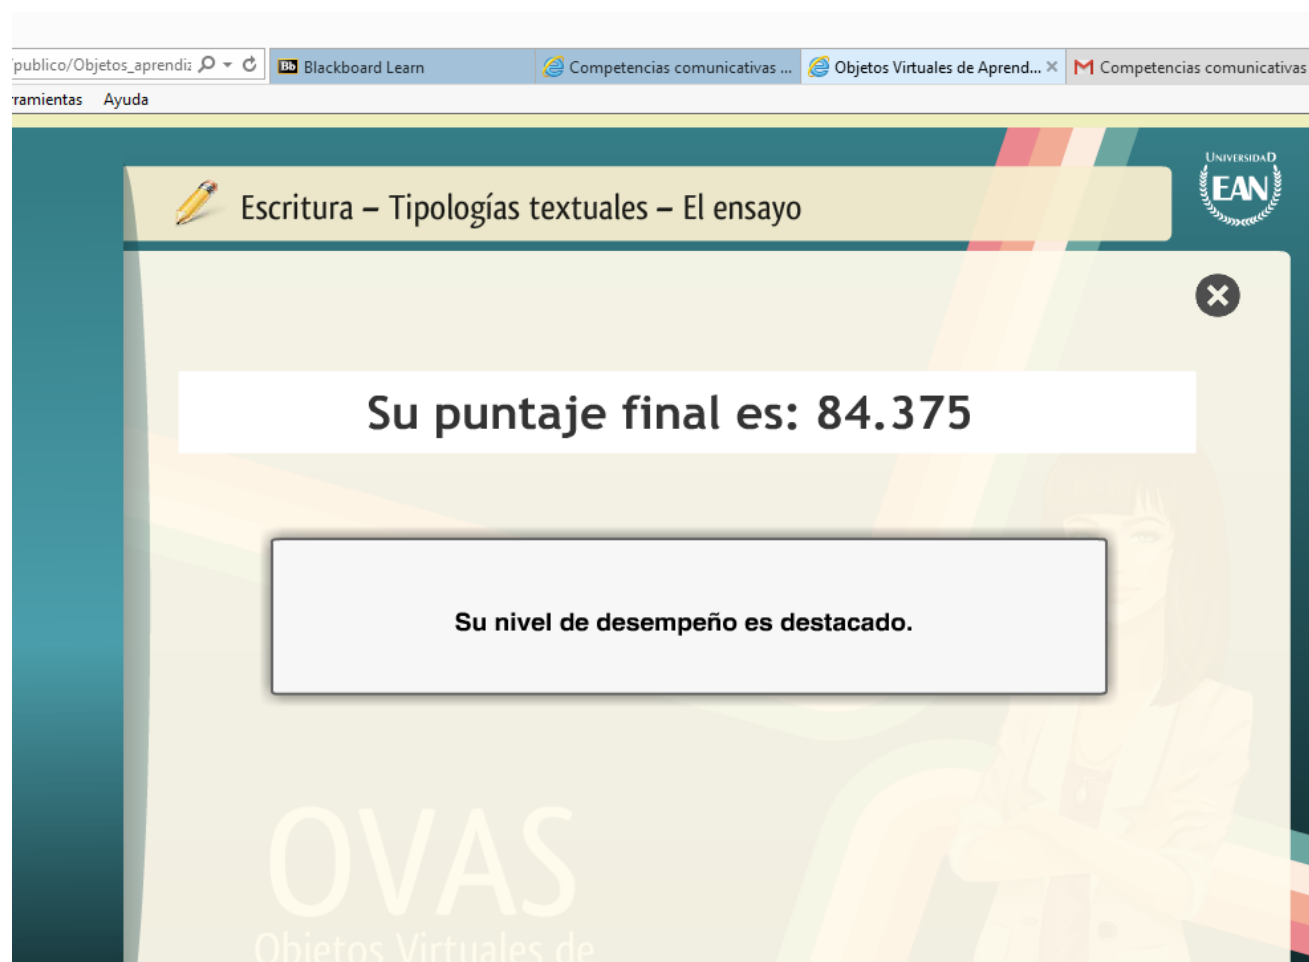 publico/Objetos_aprendiz
Blackboard Learn
Competencias comunicativas ...
Objetos Virtuales de Aprend...
Competencias comunicativas
rramientas Ayuda
UNIVERSIDAD
EAN
Escritura – Tipologías textuales – El ensayo
Su puntaje final es: 84.375
Su nivel de desempeño es destacado.
OVAS
Objetos Virtuales de